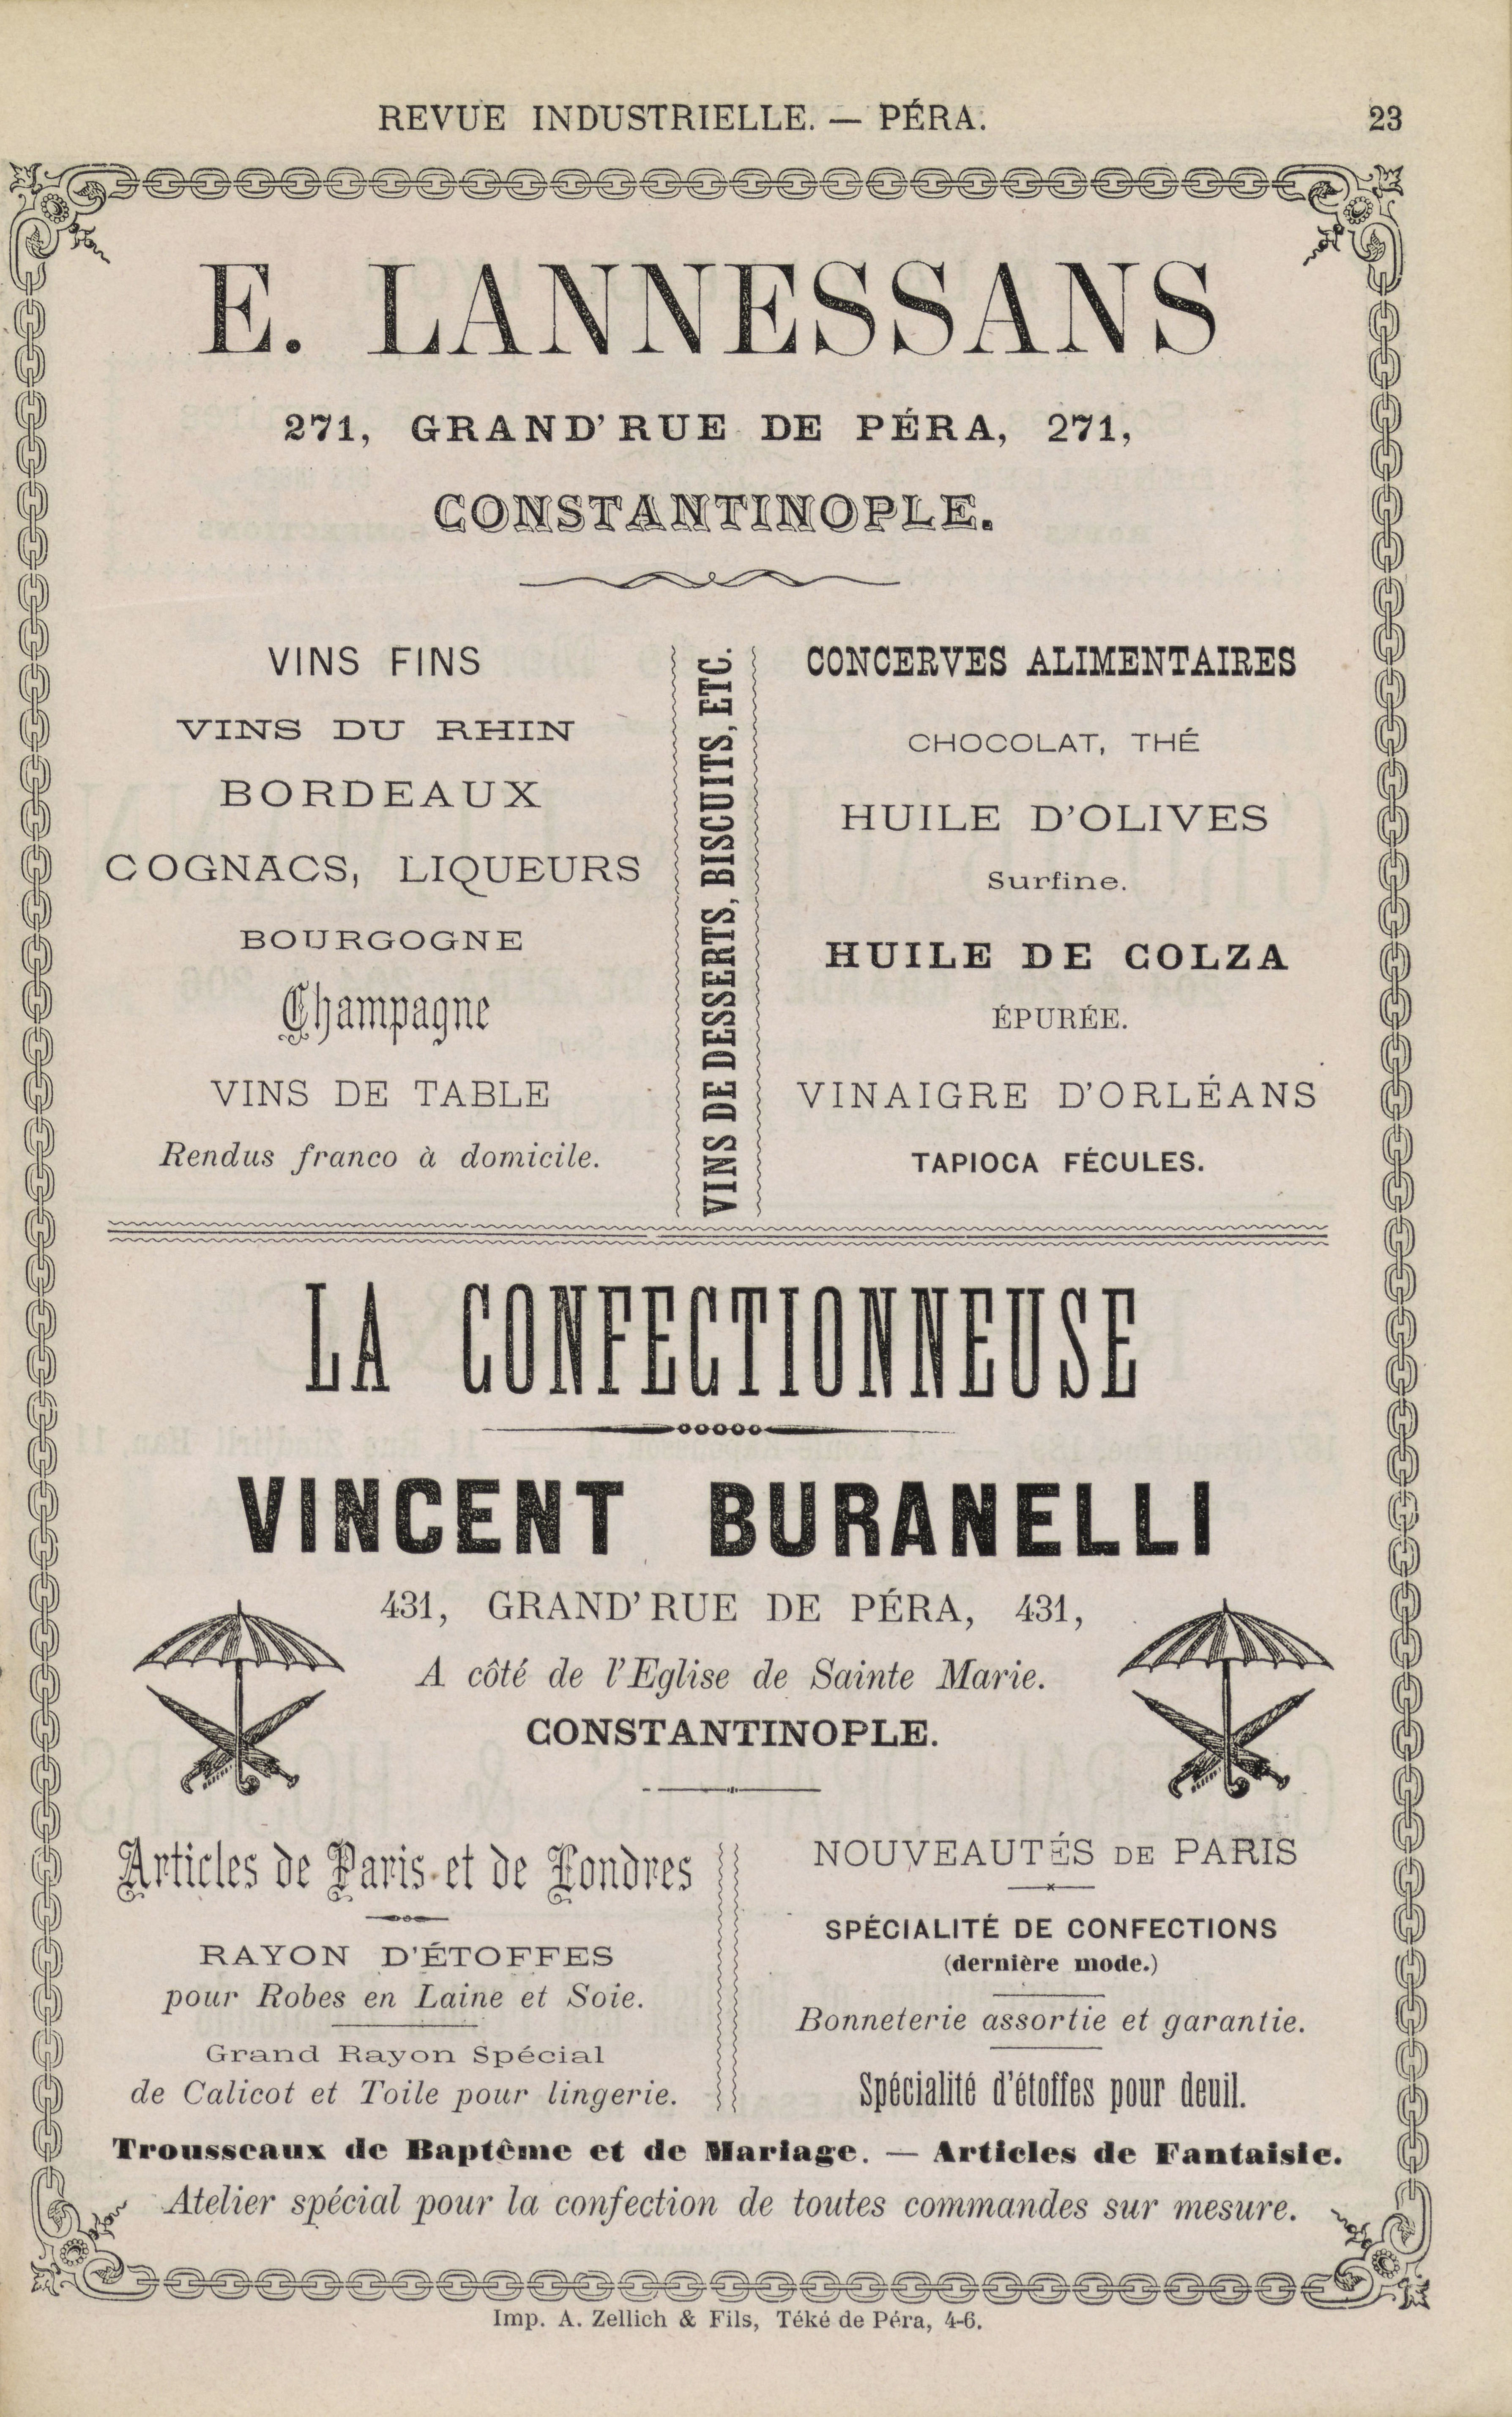 REVUE INDUSTRIELLE. — PÉRA.
23
E. LANNESSANS
271, GRAND'RUE DE PÉRA, 271,
CONSTANTINOPLE.
VINS FINS
VINS DU RHIN
BORDEAUX
COGNACS, LIQUEURS
BOURGOGNE
Champagne
VINS DE TABLE
Rendus franco à domicile.
VINS DE DESSERTS, BISCUITS, ETC.
CONCERVES ALIMENTAIRES
CHOCOLAT, THÉ
HUILE D'OLIVES
Surfine.
HUILE DE COLZA
ÉPURÉE.
VINAIGRE D'ORLÉANS
TAPIOCA FÉCULES.
LA CONFECTIONNEUSE
VINCENT BURANELLI
431, GRAND'RUE DE PÉRA, 431,
A côté de l'Eglise de Sainte Marie.
CONSTANTINOPLE.
Articles de Paris et de Londres
RAYON D'ÉTOFFES
pour Robes en Laine et Soie.
Grand Rayon Spécial
de Calicot et Toile pour lingerie.
NOUVEAUTÉS DE PARIS
SPÉCIALITÉ DE CONFECTIONS
(dernière mode.)
Bonneterie assortie et garantie.
Spécialité d'étoffes pour deuil.
Trousseaux de Baptême et de Mariage. — Articles de Fantaisie.
Atelier spécial pour la confection de toutes commandes sur mesure.
Imp. A. Zellich & Fils, Téké de Péra, 4-6.